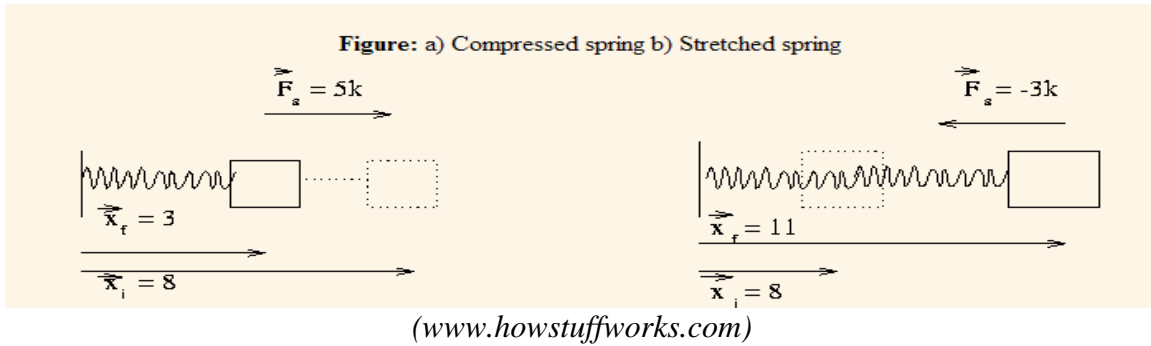 Figure: a) Compressed spring b) Stretched spring
F_s = 5k
F_s = -3k
x_f = 3
x_i = 8
x_f = 11
x_i = 8
(www.howstuffworks.com)